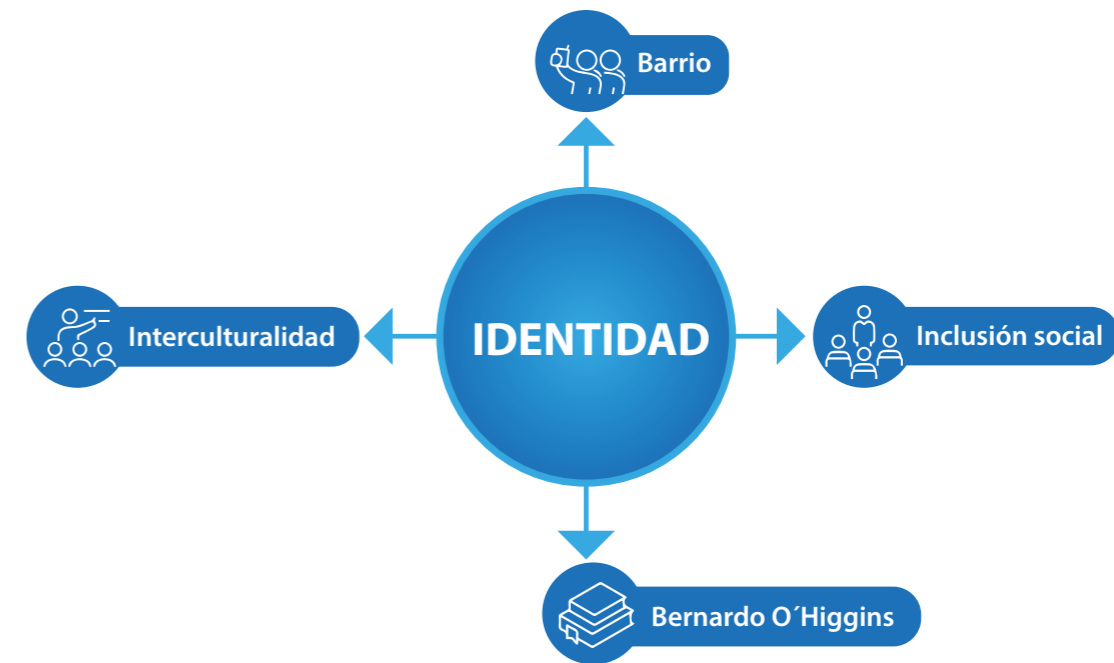 Barrio
Interculturalidad
IDENTIDAD
Inclusión social
Bernardo O´Higgins